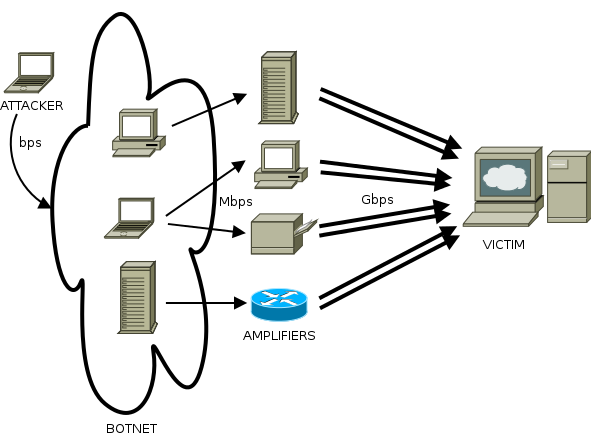 ATTACKER
bps
Mbps
Gbps
VICTIM
AMPLIFIERS
BOTNET